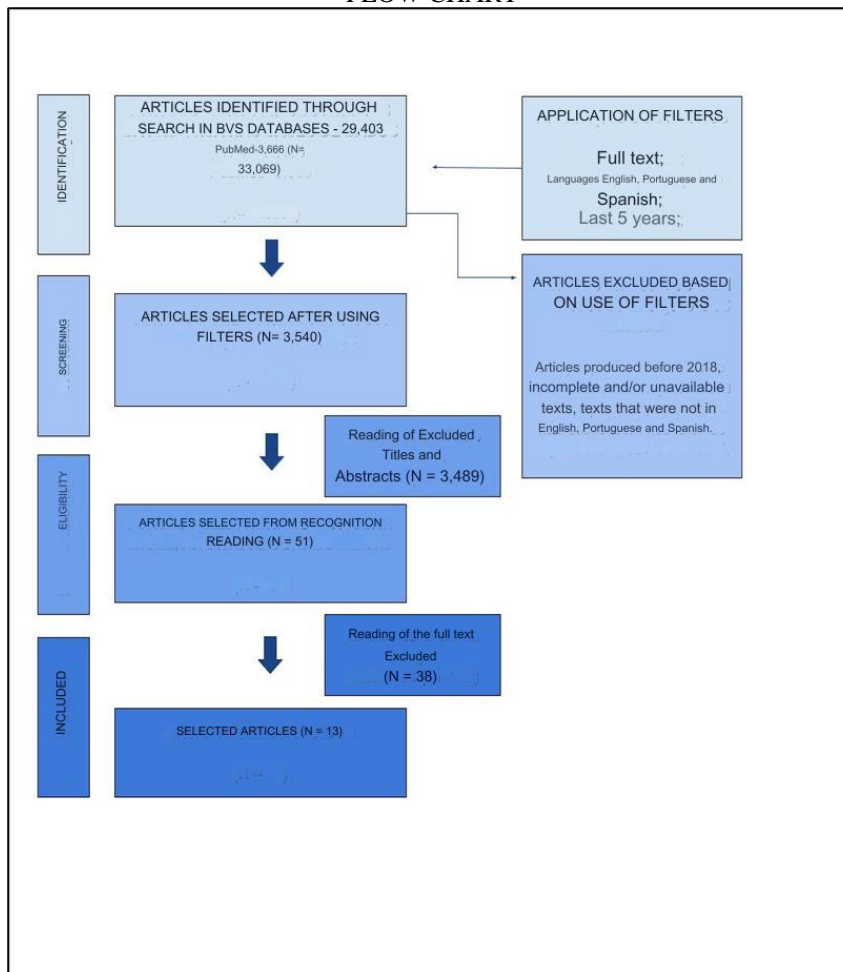 FLOW CHART
IDENTIFICATION
ARTICLES IDENTIFIED THROUGH
SEARCH IN BVS DATABASES - 29,403
PubMed-3,666 (N=
33,069)
APPLICATION OF FILTERS
Full text;
Languages English, Portuguese and
Spanish;
Last 5 years;
ARTICLES EXCLUDED BASED
ON USE OF FILTERS
Articles produced before 2018,
incomplete and/or unavailable
texts, texts that were not in
English, Portuguese and Spanish.
SCREENING
ARTICLES SELECTED AFTER USING
FILTERS (N= 3,540)
Reading of Excluded
Titles and
Abstracts (N = 3,489)
ELIGIBILITY
ARTICLES SELECTED FROM RECOGNITION
READING (N = 51)
Reading of the full text
Excluded
(N = 38)
INCLUDED
SELECTED ARTICLES (N = 13)